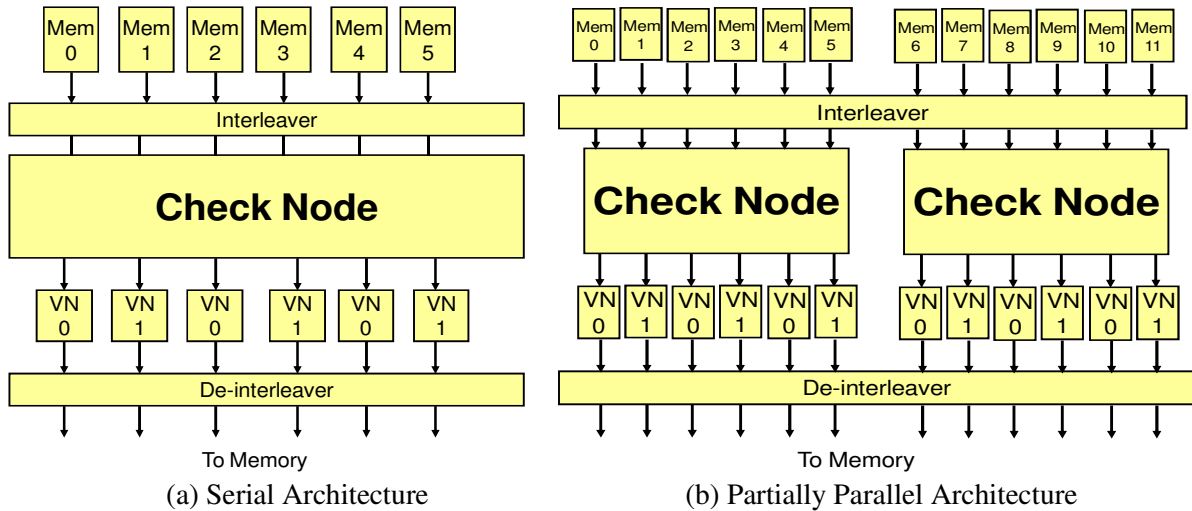 Mem 0
Mem 1
Mem 2
Mem 3
Mem 4
Mem 5
Interleaver
Check Node
VN 0
VN 1
VN 0
VN 1
VN 0
VN 1
De-interleaver
To Memory
(a) Serial Architecture
Mem 0
Mem 1
Mem 2
Mem 3
Mem 4
Mem 5
Mem 6
Mem 7
Mem 8
Mem 9
Mem 10
Mem 11
Interleaver
Check Node
Check Node
VN 0
VN 1
VN 0
VN 1
VN 0
VN 1
VN 0
VN 1
VN 0
VN 1
VN 0
VN 1
De-interleaver
To Memory
(b) Partially Parallel Architecture